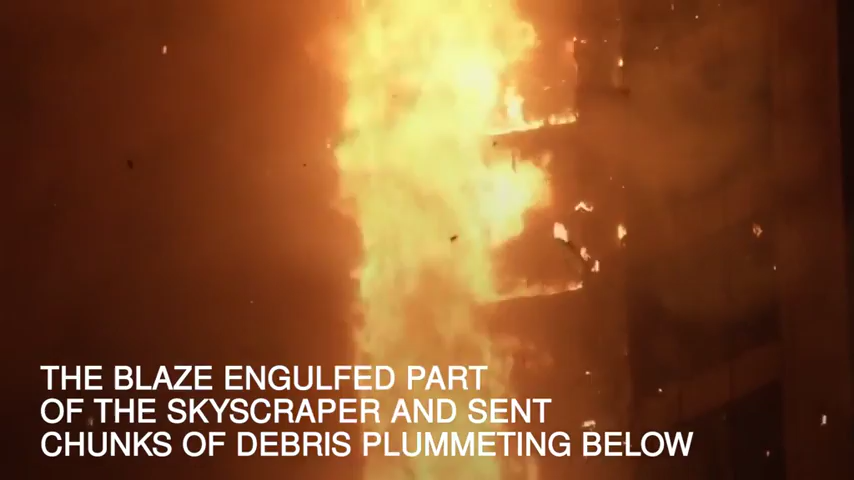 THE BLAZE ENGULFED PART
OF THE SKYSCRAPER AND SENT
CHUNKS OF DEBRIS PLUMMETING BELOW